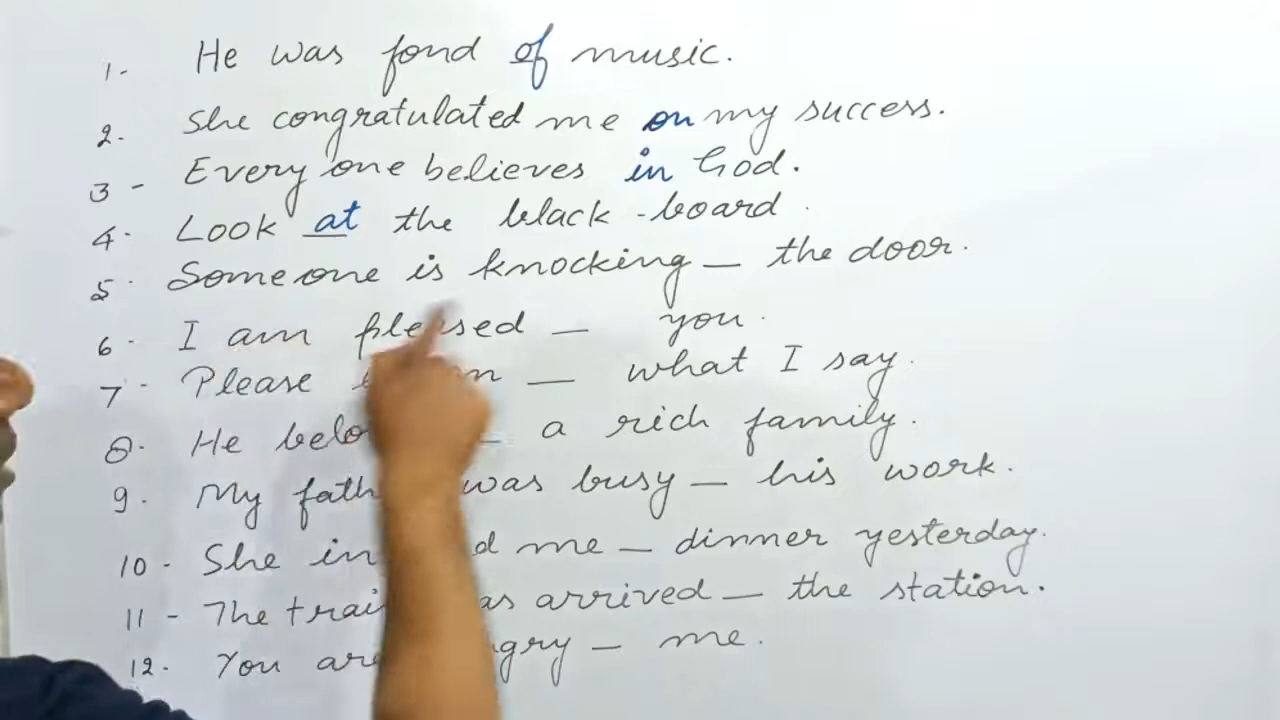 1- He was fond of music.
2. She congratulated me on my success.
3 - Every one believes in God.
4. Look at the black-board.
5. Someone is knocking _ the door.
6. I am pleased _ you.
7 - Please _ what I say.
8. He _ a rich family.
9. My was busy _ his work.
10 - She me _ dinner yesterday.
11 - The arrived _ the station.
12. You _ me.